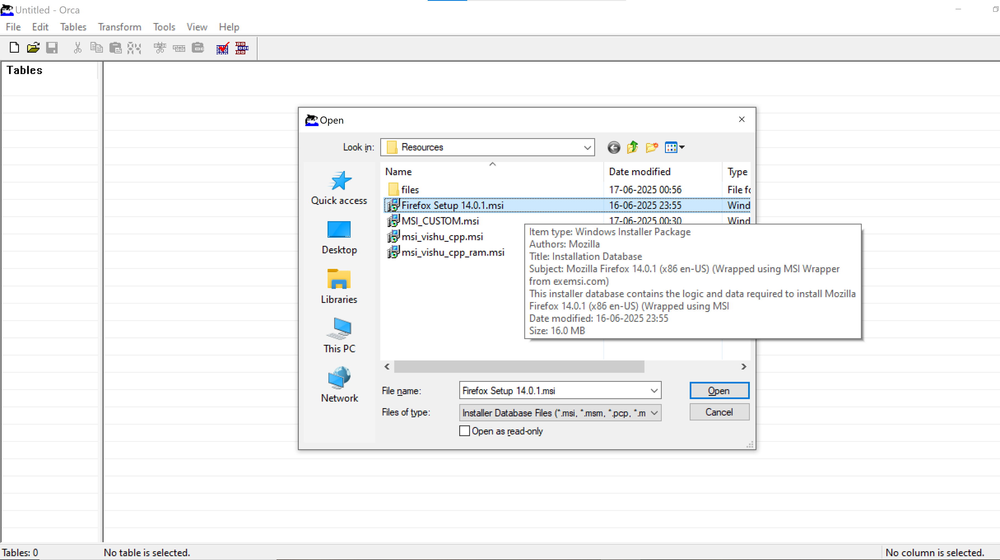 Untitled - Orca
File Edit Tables Transform Tools View Help
Tables
Open
Look in: Resources
Name Date modified Type
files 17-06-2025 00:56 File fo
Firefox Setup 14.0.1.msi 16-06-2025 23:55 Wind
MSI_CUSTOM.msi 17-06-2025 00:30 Wind
msi_vishu_cpp.msi
msi_vishu_cpp_ram.msi
Quick access
Desktop
Libraries
This PC
Network
Item type: Windows Installer Package
Authors: Mozilla
Title: Installation Database
Subject: Mozilla Firefox 14.0.1 (x86 en-US) (Wrapped using MSI Wrapper
from exemsi.com)
This installer database contains the logic and data required to install Mozilla
Firefox 14.0.1 (x86 en-US) (Wrapped using MSI
Date modified: 16-06-2025 23:55
Size: 16.0 MB
File name: Firefox Setup 14.0.1.msi Open
Files of type: Installer Database Files (*.msi, *.msm, *.pcp, *.m Cancel
Open as read-only
Tables: 0 No table is selected. No column is selected.